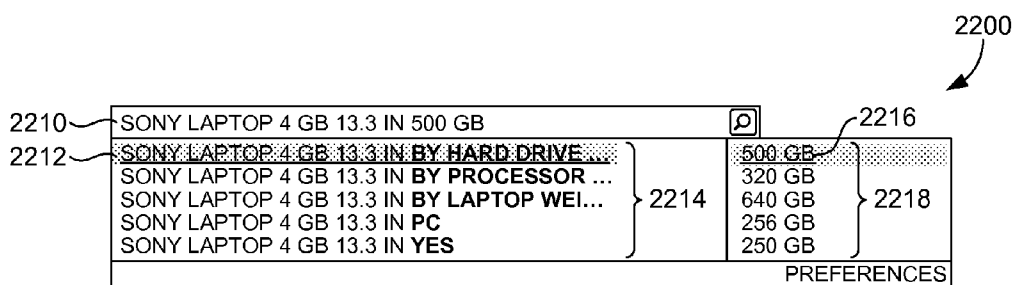 2200
2210 SONY LAPTOP 4 GB 13.3 IN 500 GB 2216
2212 SONY LAPTOP 4 GB 13.3 IN BY HARD DRIVE ... 500 GB
SONY LAPTOP 4 GB 13.3 IN BY PROCESSOR ... 320 GB
SONY LAPTOP 4 GB 13.3 IN BY LAPTOP WEI... 2214 640 GB 2218
SONY LAPTOP 4 GB 13.3 IN PC 256 GB
SONY LAPTOP 4 GB 13.3 IN YES 250 GB
PREFERENCES